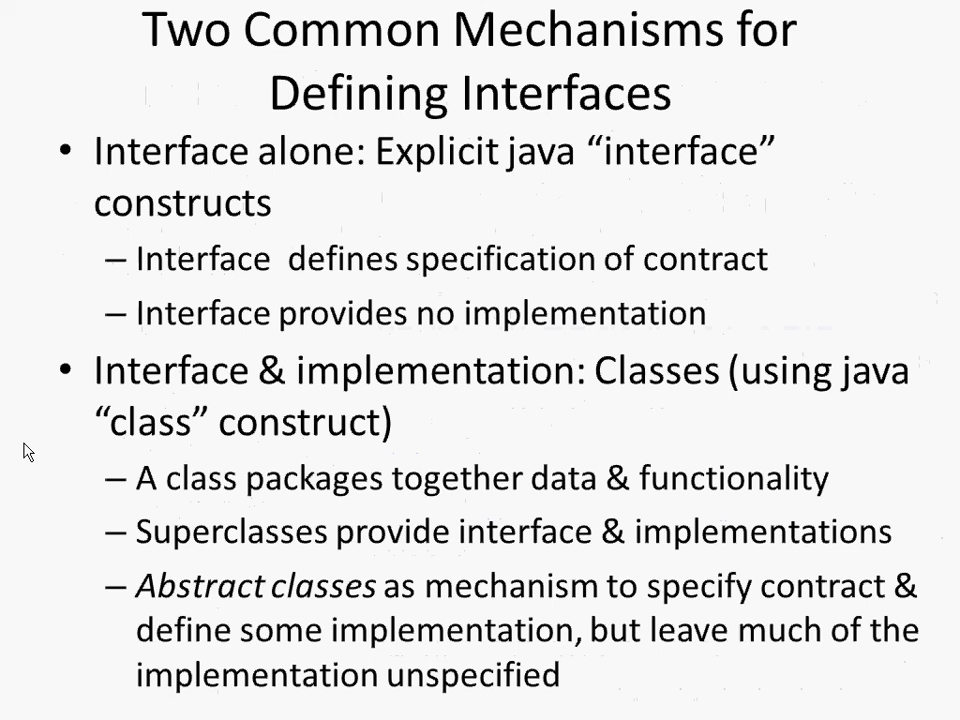 Two Common Mechanisms for
Defining Interfaces
• Interface alone: Explicit java “interface”
constructs
– Interface  defines specification of contract
– Interface provides no implementation
• Interface & implementation: Classes (using java
“class” construct)
– A class packages together data & functionality
– Superclasses provide interface & implementations
– Abstract classes as mechanism to specify contract &
define some implementation, but leave much of the
implementation unspecified